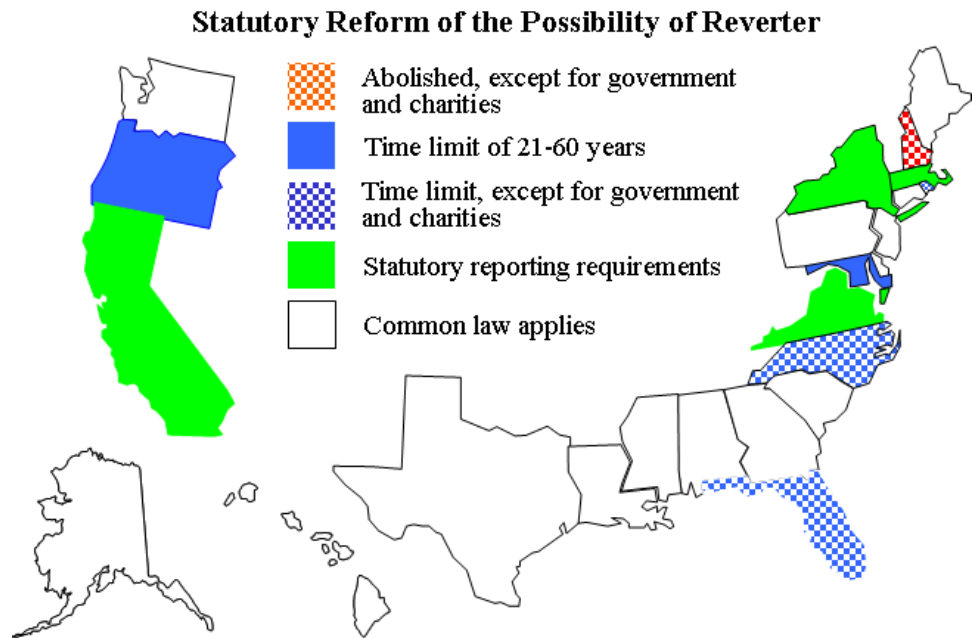 Statutory Reform of the Possibility of Reverter
Abolished, except for government
and charities
Time limit of 21-60 years
Time limit, except for government
and charities
Statutory reporting requirements
Common law applies